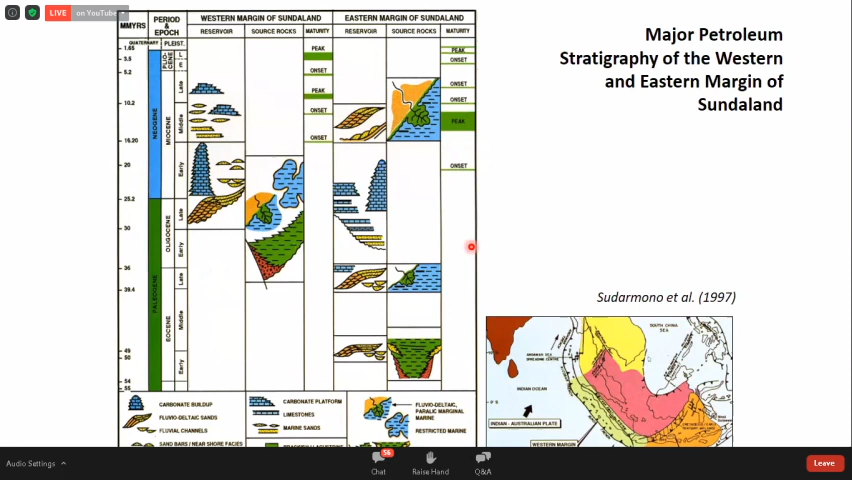 LIVE on YouTube
MMYRS
PERIOD & EPOCH
WESTERN MARGIN OF SUNDALAND
EASTERN MARGIN OF SUNDALAND
RESERVOIR
SOURCE ROCKS
MATURITY
RESERVOIR
SOURCE ROCKS
MATURITY
QUATERNARY
PLEIST.
1.65
3.5
5.2
10.2
16.20
20
25.2
30
36
39.4
49
50
54
55
NEOGENE
PALEOGENE
PLIO-CENE
L
E
MIOCENE
Late
Middle
Early
OLIGOCENE
Late
Early
EOCENE
Late
Middle
Early
PEAK
ONSET
PEAK
ONSET
ONSET
PEAK
ONSET
ONSET
ONSET
PEAK
ONSET
CARBONATE BUILDUP
FLUVIO-DELTAIC SANDS
FLUVIAL CHANNELS
SAND BARS / NEAR SHORE FACIES
CARBONATE PLATFORM
LIMESTONES
MARINE SANDS
FLUVIO-DELTAIC,
PARALIC MARGINAL
MARINE
RESTRICTED MARINE
Major Petroleum
Stratigraphy of the Western
and Eastern Margin of
Sundaland
Sudarmono et al. (1997)
SOUTH CHINA
SEA
INDIAN OCEAN
INDIAN - AUSTRALIAN PLATE
WESTERN MARGIN
Audio Settings
56
Chat
Raise Hand
Q&A
Leave